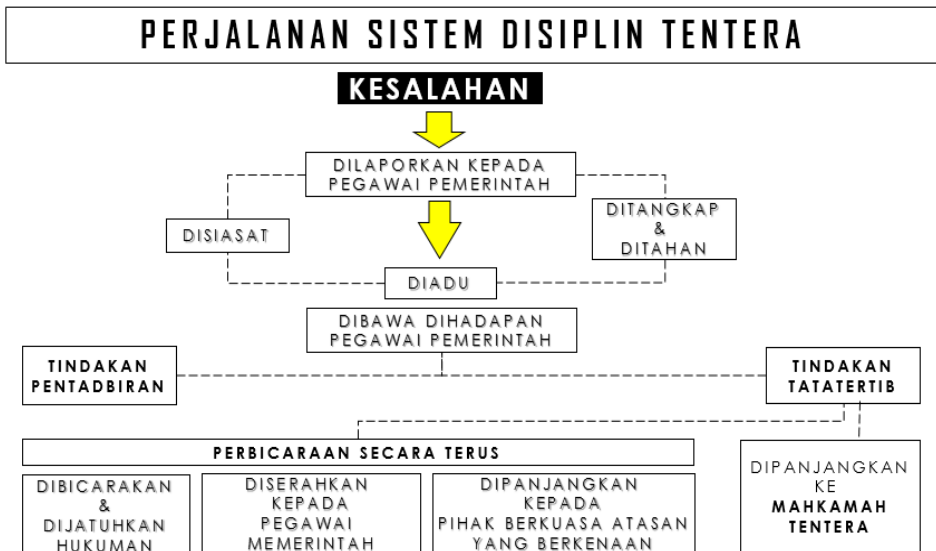 PERJALANAN SISTEM DISIPLIN TENTERA
KESALAHAN
DILAPORKAN KEPADA
PEGAWAI PEMERINTAH
DISIASAT
DITANGKAP
&
DITAHAN
DIADU
DIBAWA DIHADAPAN
PEGAWAI PEMERINTAH
TINDAKAN
PENTADBIRAN
TINDAKAN
TATATERTIB
PERBICARAAN SECARA TERUS
DIBICARAKAN
&
DIJATUHKAN
HUKUMAN
DISERAHKAN
KEPADA
PEGAWAI
MEMERINTAH
DIPANJANGKAN
KEPADA
PIHAK BERKUASA ATASAN
YANG BERKENAAN
DIPANJANGKAN
KE
MAHKAMAH
TENTERA